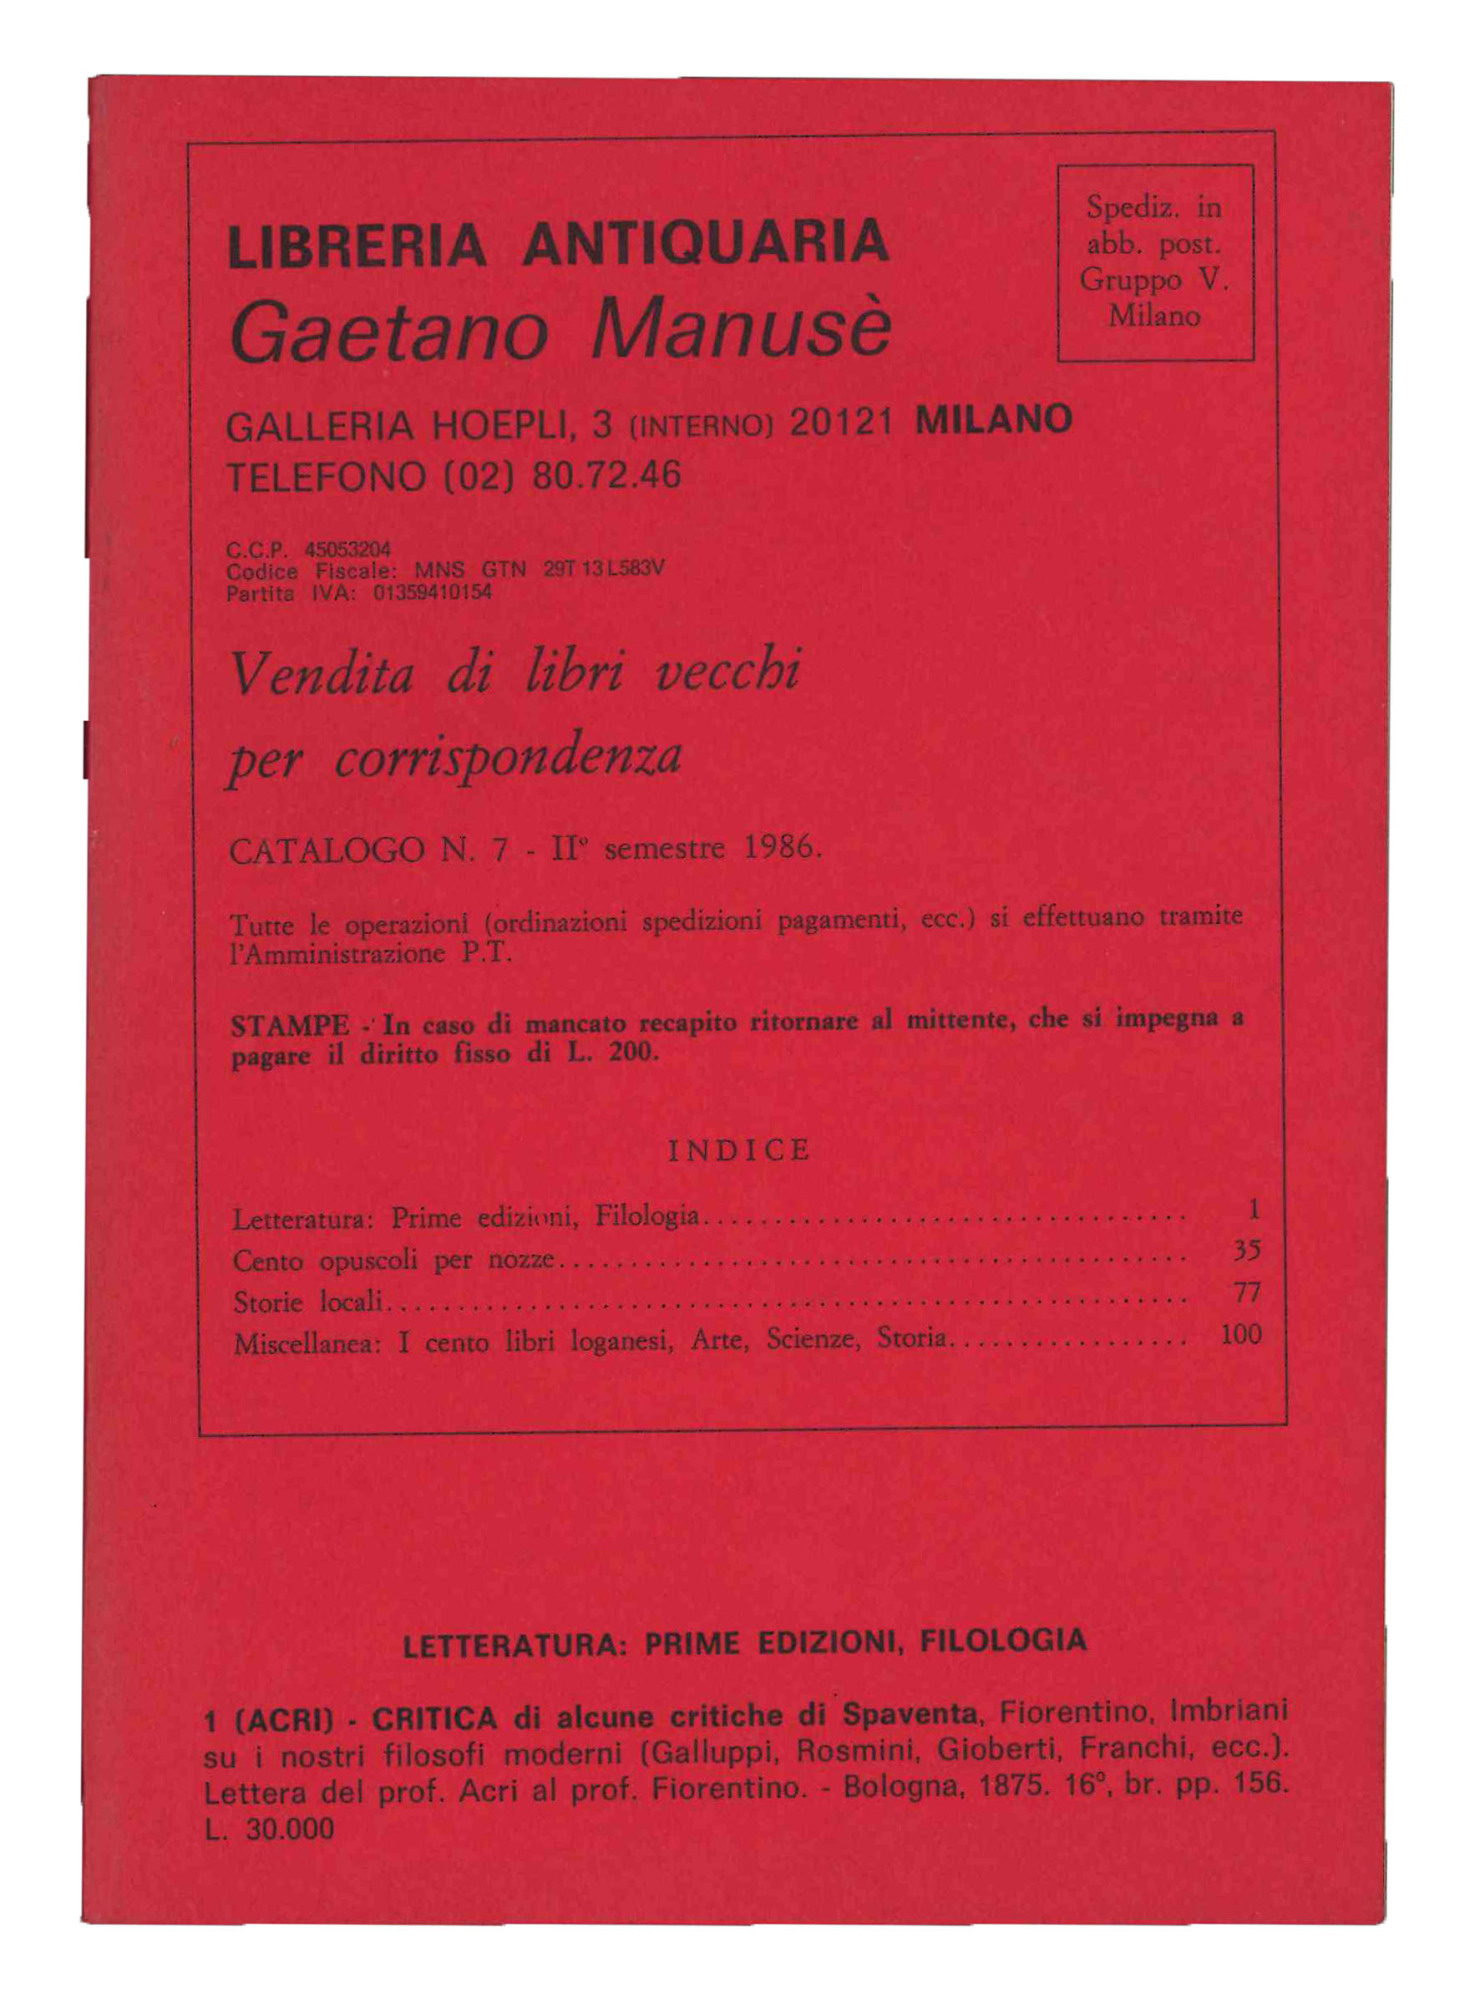 LIBRERIA ANTIQUARIA
Gaetano Manusè
Spediz. in
abb. post.
Gruppo V.
Milano
GALLERIA HOEPLI, 3 (INTERNO) 20121 MILANO
TELEFONO (02) 80.72.46
C.C.P. 45053204
Codice Fiscale: MNS GTN 29T 13 L583V
Partita IVA: 01359410154
Vendita di libri vecchi
per corrispondenza
CATALOGO N. 7 - II° semestre 1986.
Tutte le operazioni (ordinazioni spedizioni pagamenti, ecc.) si effettuano tramite
l'Amministrazione P.T.
STAMPE - In caso di mancato recapito ritornare al mittente, che si impegna a
pagare il diritto fisso di L. 200.
INDICE
Letteratura: Prime edizioni, Filologia.................................. 1
Cento opuscoli per nozze............................................ 35
Storie locali........................................................ 77
Miscellanea: I cento libri loganesi, Arte, Scienze, Storia................. 100
LETTERATURA: PRIME EDIZIONI, FILOLOGIA
1 (ACRI) - CRITICA di alcune critiche di Spaventa, Fiorentino, Imbriani
su i nostri filosofi moderni (Galluppi, Rosmini, Gioberti, Franchi, ecc.).
Lettera del prof. Acri al prof. Fiorentino. - Bologna, 1875. 16°, br. pp. 156.
L. 30.000